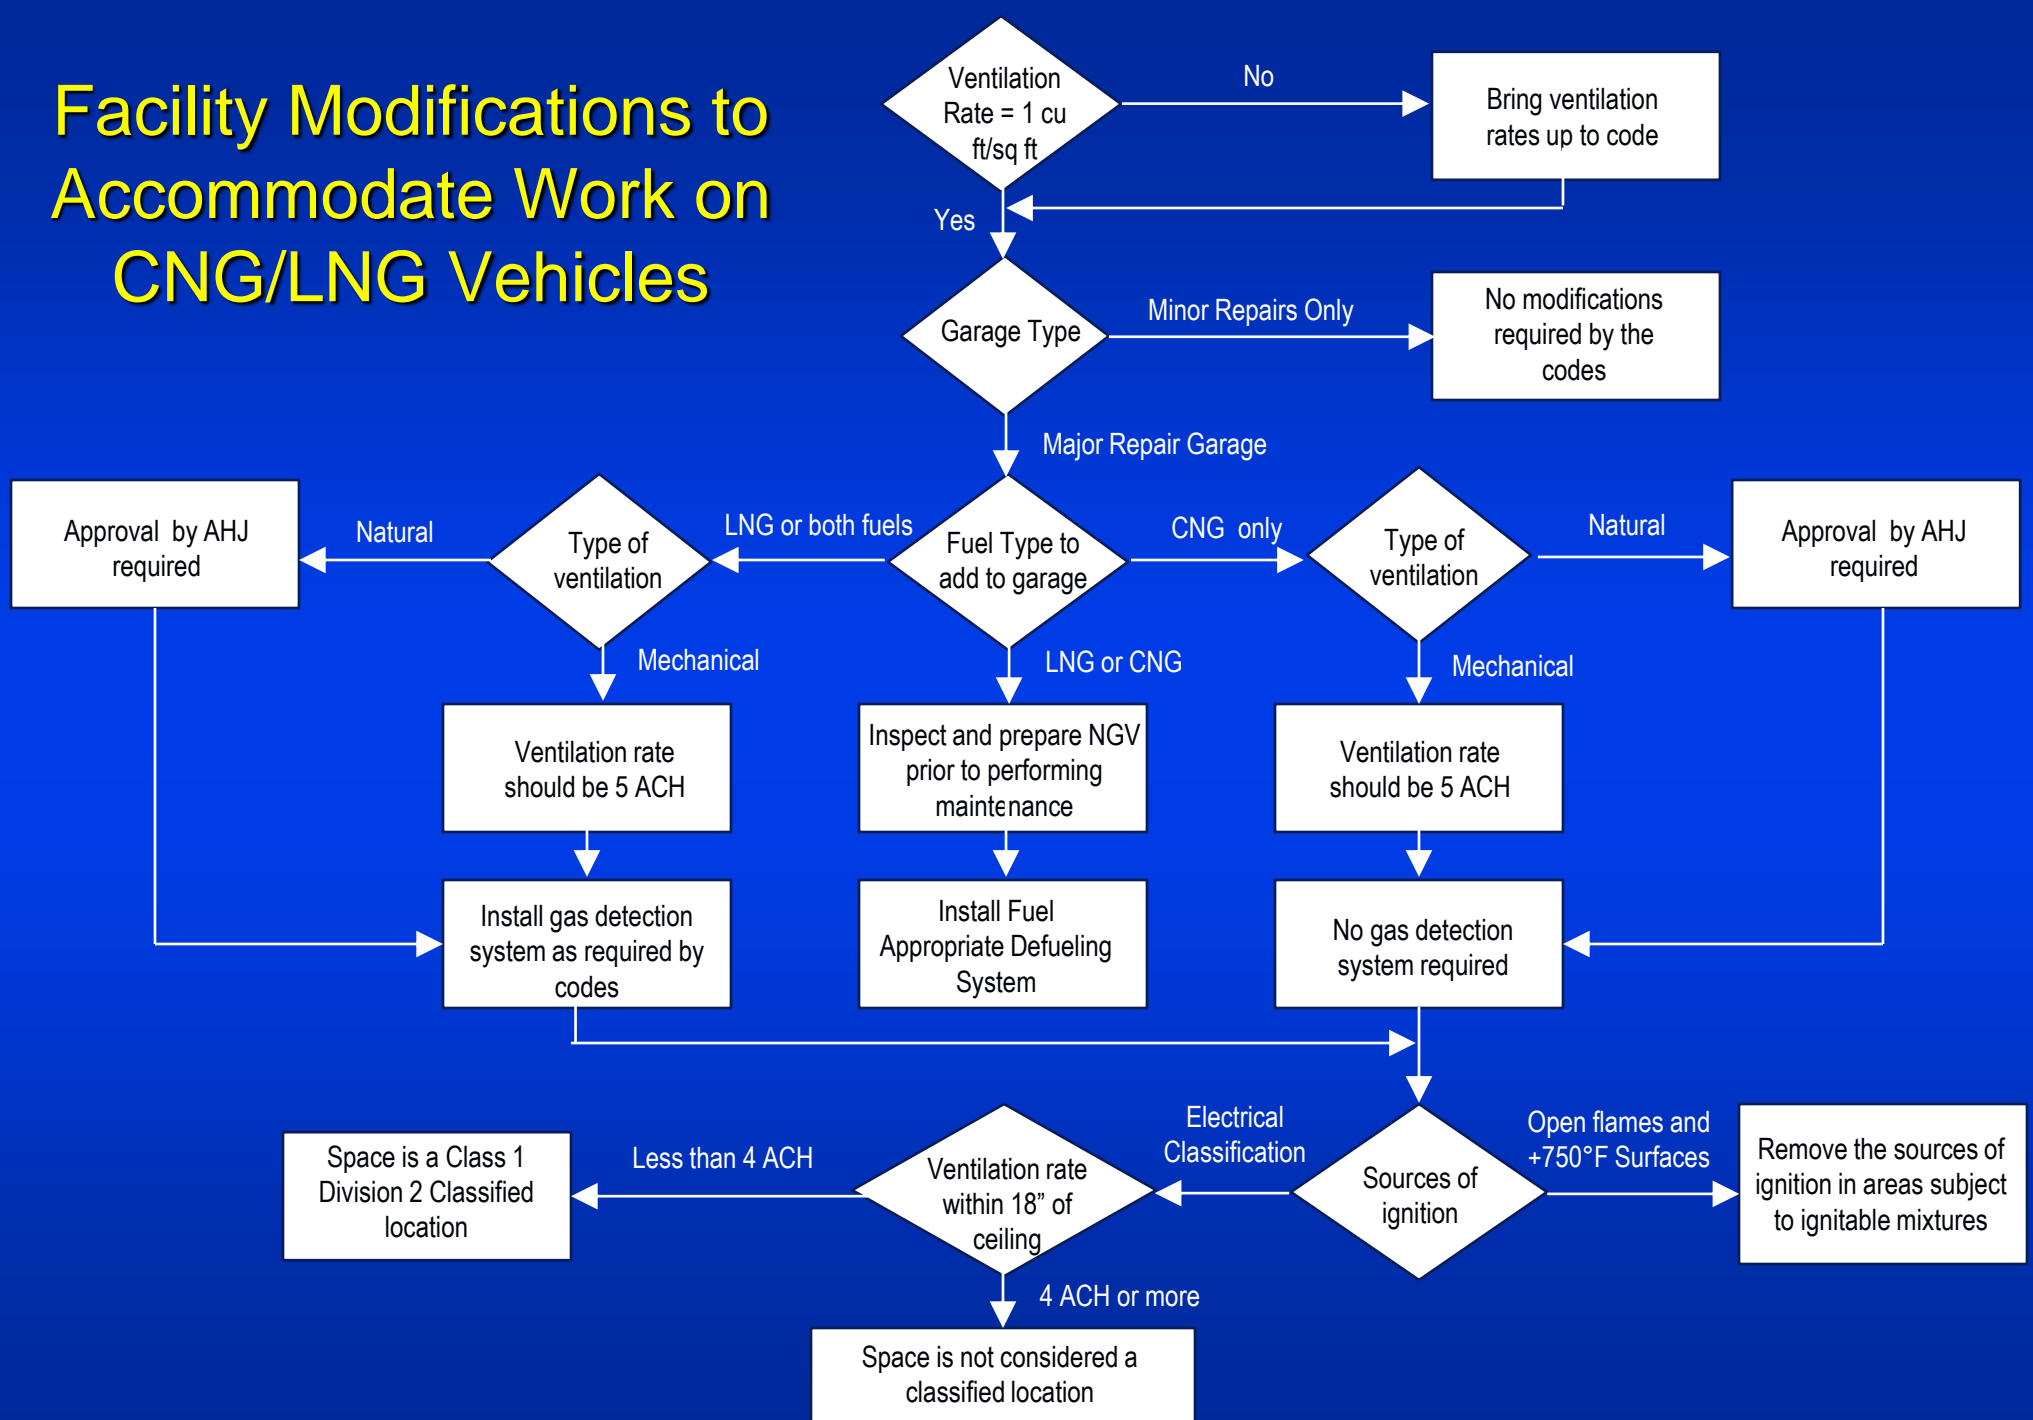 Facility Modifications to
Accommodate Work on
CNG/LNG Vehicles
Ventilation
Rate = 1 cu
ft/sq ft
No
Bring ventilation
rates up to code
Yes
Garage Type
Minor Repairs Only
No modifications
required by the
codes
Major Repair Garage
Approval by AHJ
required
Natural
Type of
ventilation
LNG or both fuels
Fuel Type to
add to garage
CNG only
Type of
ventilation
Natural
Approval by AHJ
required
Mechanical
LNG or CNG
Mechanical
Ventilation rate
should be 5 ACH
Inspect and prepare NGV
prior to performing
maintenance
Ventilation rate
should be 5 ACH
Install gas detection
system as required by
codes
Install Fuel
Appropriate Defueling
System
No gas detection
system required
Space is a Class 1
Division 2 Classified
location
Less than 4 ACH
Ventilation rate
within 18” of
ceiling
Electrical
Classification
Sources of
ignition
Open flames and
+750°F Surfaces
Remove the sources of
ignition in areas subject
to ignitable mixtures
4 ACH or more
Space is not considered a
classified location